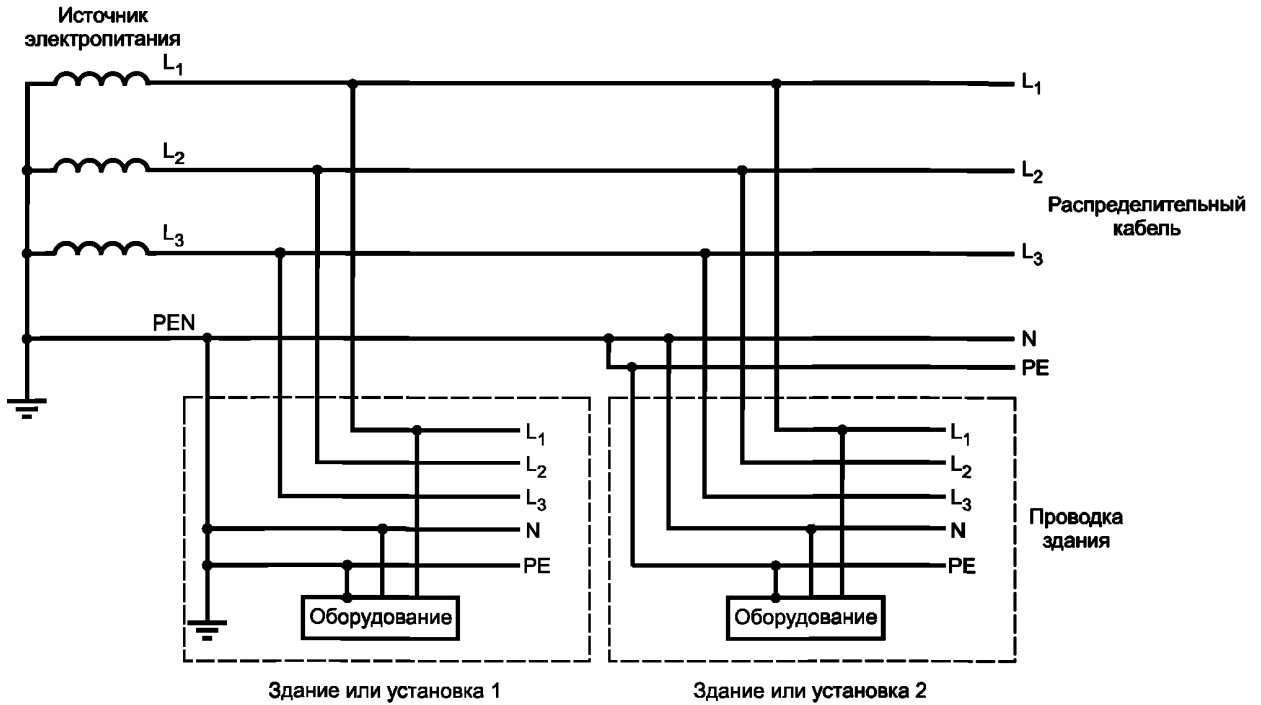 Источник
электропитания
L1
L1
L2
L2
Распределительный
кабель
L3
L3
PEN
N
PE
L1
L1
L2
L2
L3
L3
N
N
Проводка
здания
PE
PE
Оборудование
Оборудование
Здание или установка 1
Здание или установка 2